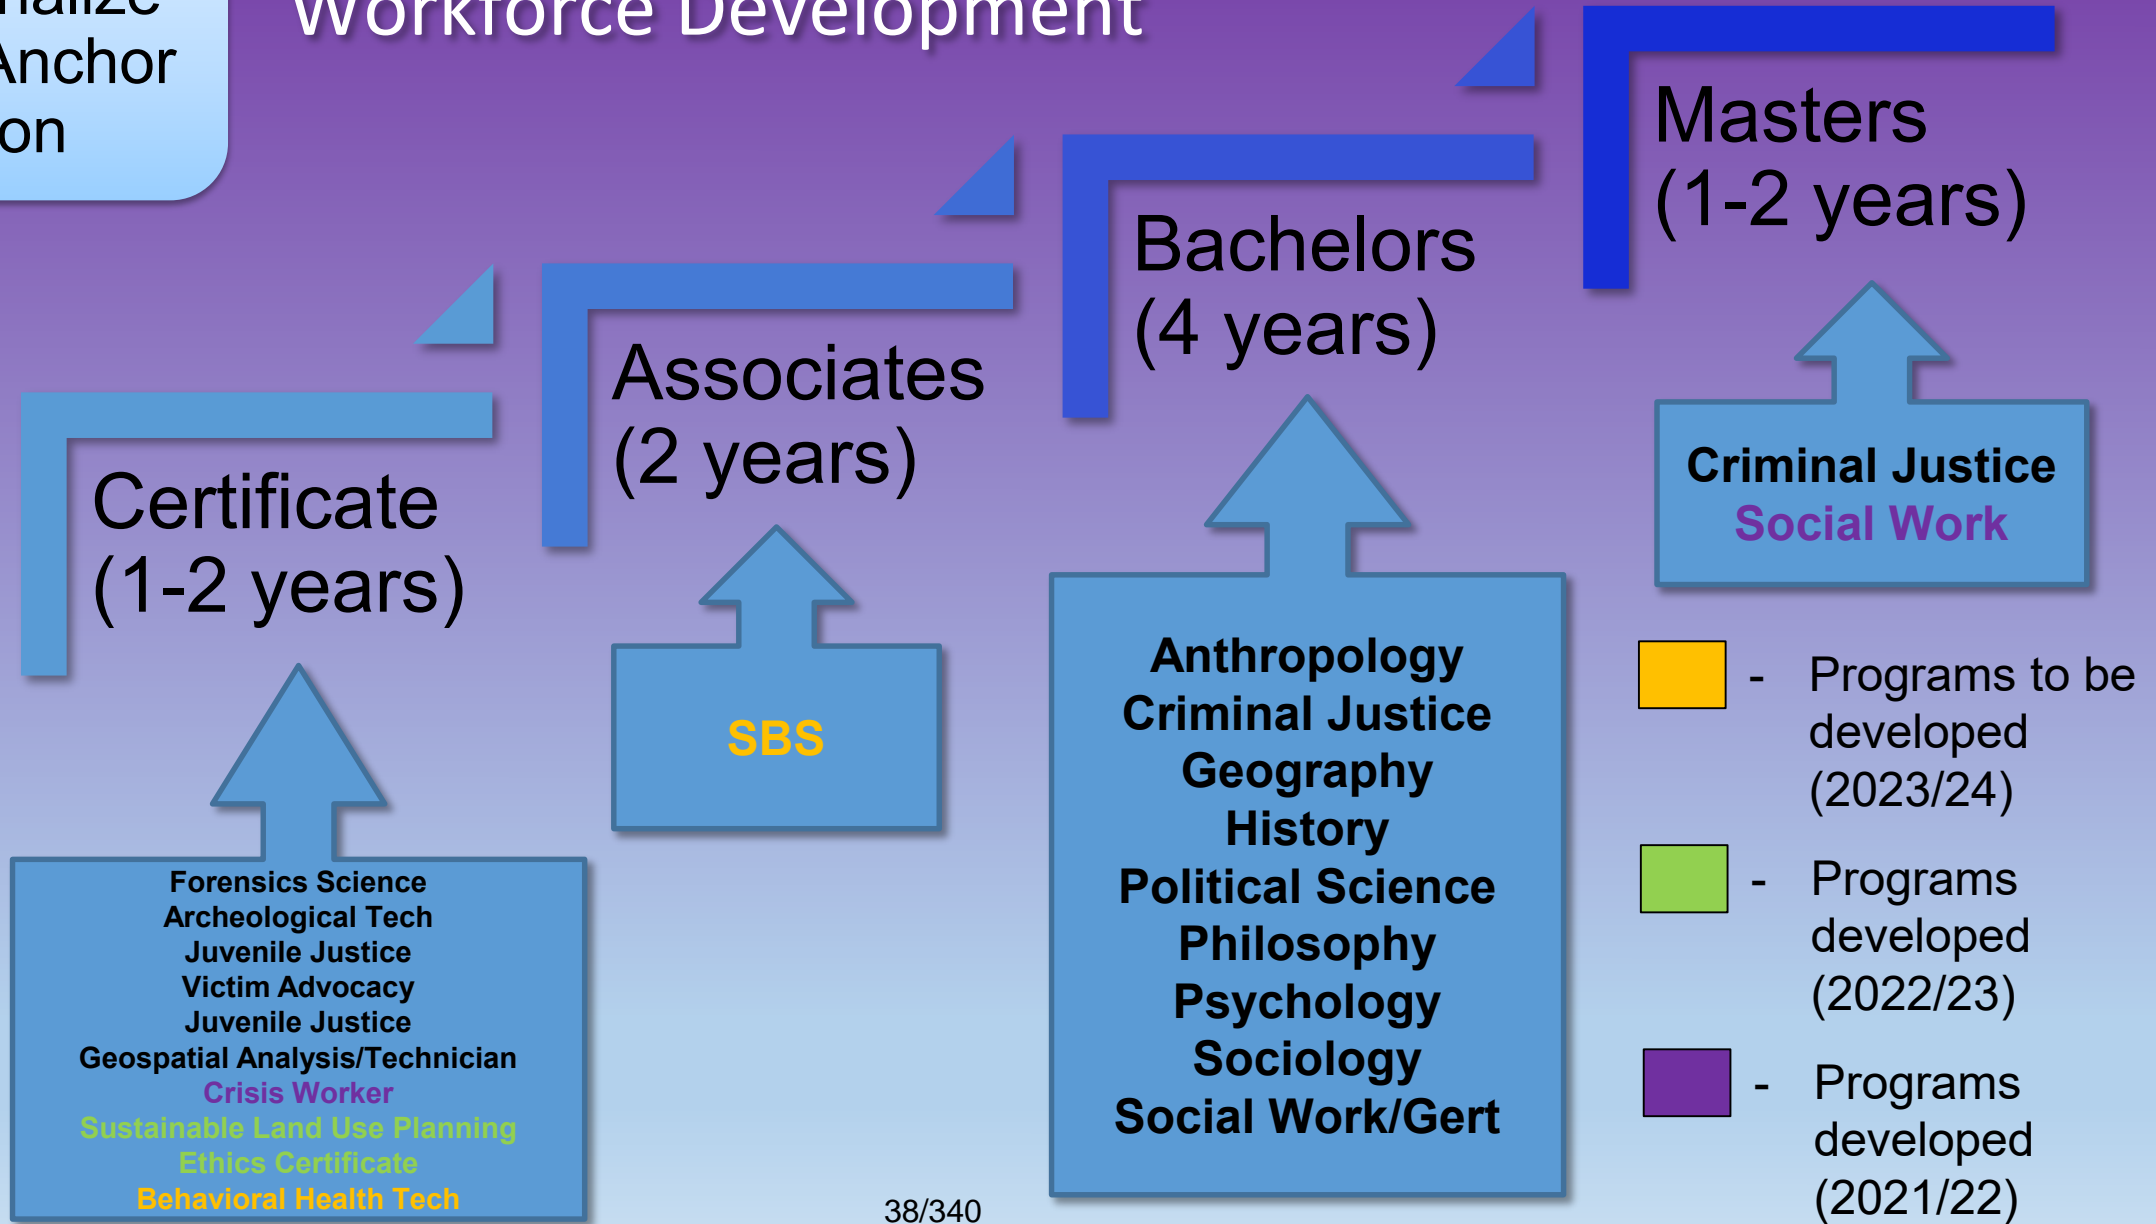 Workforce Development
Anchor
on
Masters
(1-2 years)
Bachelors
(4 years)
Associates
(2 years)
Certificate
(1-2 years)
Criminal Justice
Social Work
Anthropology
Criminal Justice
Geography
History
Political Science
Philosophy
Psychology
Sociology
Social Work/Gert
SBS
Forensics Science
Archeological Tech
Juvenile Justice
Victim Advocacy
Juvenile Justice
Geospatial Analysis/Technician
Crisis Worker
Sustainable Land Use Planning
Ethics Certificate
Behavioral Health Tech
- Programs to be
developed
(2023/24)
- Programs
developed
(2022/23)
- Programs
developed
(2021/22)
38/340